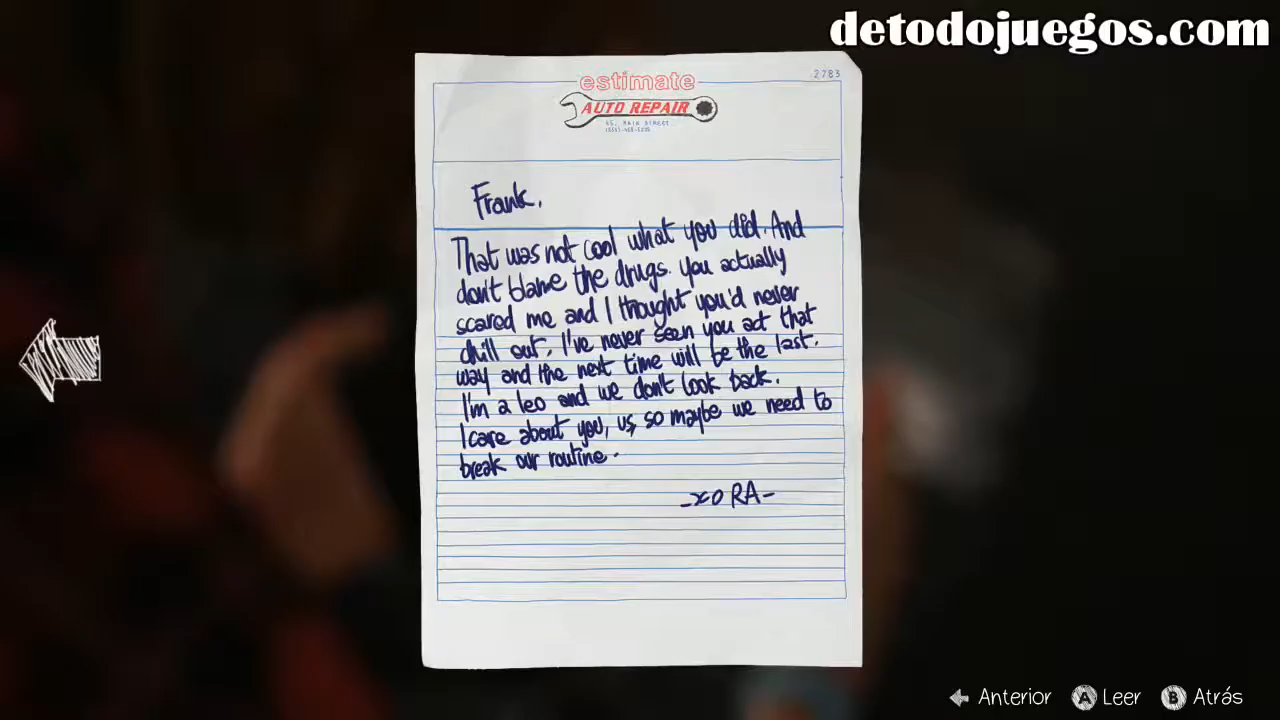 detodojuegos.com
2783
estimate
AUTO REPAIR
Frank,
That was not cool what you did. And
don't blame the drugs. You actually
scared me and I thought you'd never
chill out. I've never seen you act that
way and the next time will be the last.
I'm a leo and we don't look back.
I care about you, us, so maybe we need to
break our routine.
-xo RA-
Anterior
A Leer
B Atrás